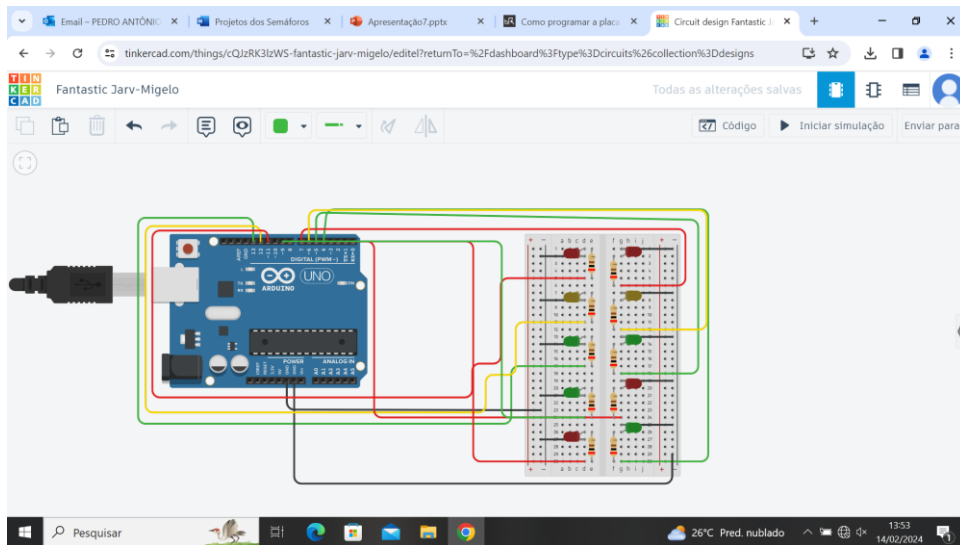 Email – PEDRO ANTÔNIO
Projetos dos Semáforos
Apresentação7.pptx
Como programar a placa
Circuit design Fantastic J
tinkercad.com/things/cQJzRK3lzWS-fantastic-jarv-migelo/editel?returnTo=%2Fdashboard%3Ftype%3Dcircuits%26collection%3Ddesigns
TIN
KER
CAD
Fantastic Jarv-Migelo
Todas as alterações salvas
Código
Iniciar simulação
Enviar para
DIGITAL (PWM~)
UNO
ARDUINO
POWER
ANALOG IN
a b c d e
f g h i j
a b c d e
f g h i j
Pesquisar
26°C Pred. nublado
13:53
14/02/2024